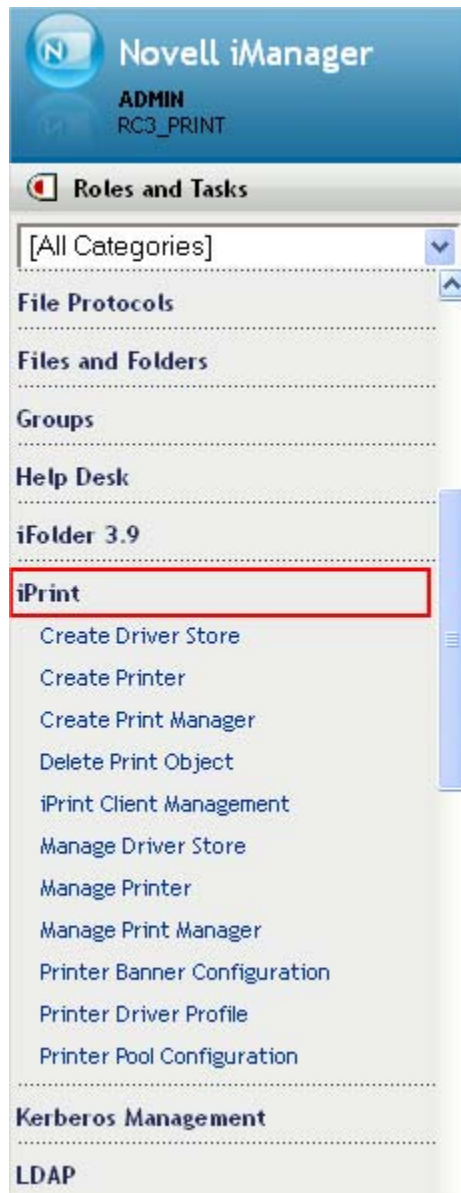 N
Novell iManager
ADMIN
RC3_PRINT
Roles and Tasks
[All Categories]
File Protocols
Files and Folders
Groups
Help Desk
iFolder 3.9
iPrint
Create Driver Store
Create Printer
Create Print Manager
Delete Print Object
iPrint Client Management
Manage Driver Store
Manage Printer
Manage Print Manager
Printer Banner Configuration
Printer Driver Profile
Printer Pool Configuration
Kerberos Management
LDAP